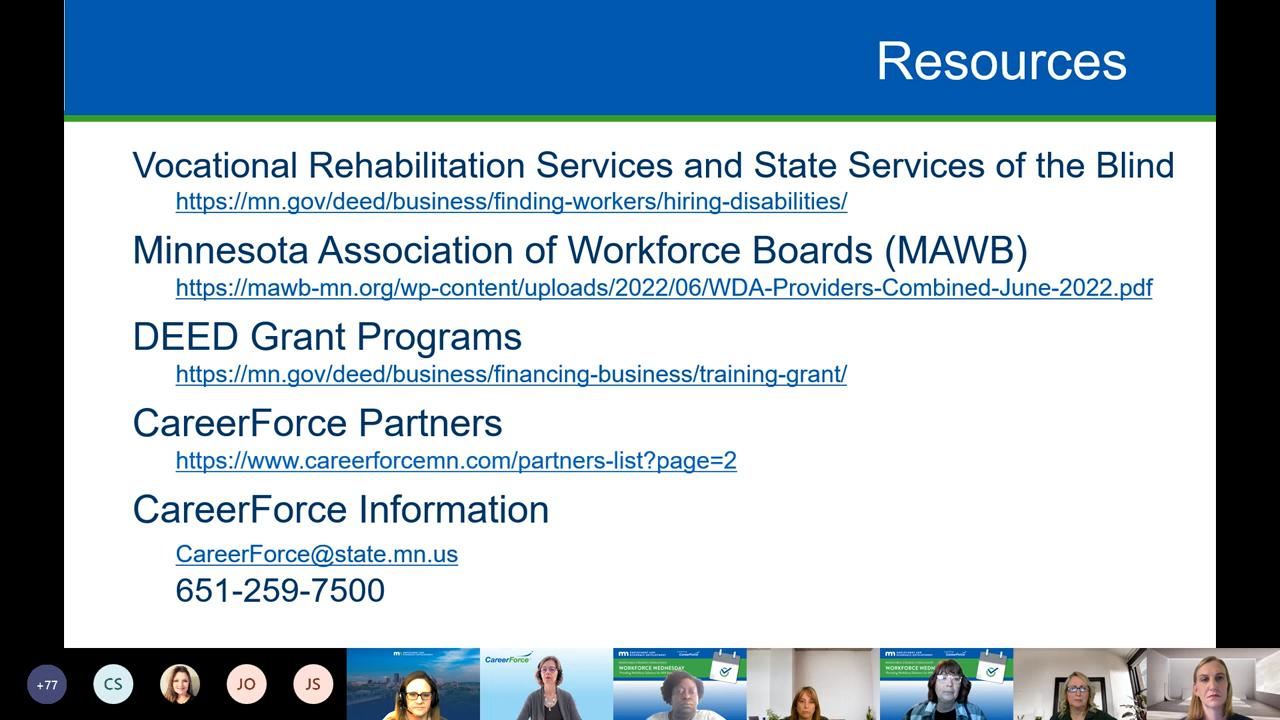 Resources
Vocational Rehabilitation Services and State Services of the Blind
https://mn.gov/deed/business/finding-workers/hiring-disabilities/
Minnesota Association of Workforce Boards (MAWB)
https://mawb-mn.org/wp-content/uploads/2022/06/WDA-Providers-Combined-June-2022.pdf
DEED Grant Programs
https://mn.gov/deed/business/financing-business/training-grant/
CareerForce Partners
https://www.careerforcemn.com/partners-list?page=2
CareerForce Information
CareerForce@state.mn.us
651-259-7500
+77
CS
JO
JS
CareerForce
WORKFORCE WEDNESDAY
WORKFORCE WEDN